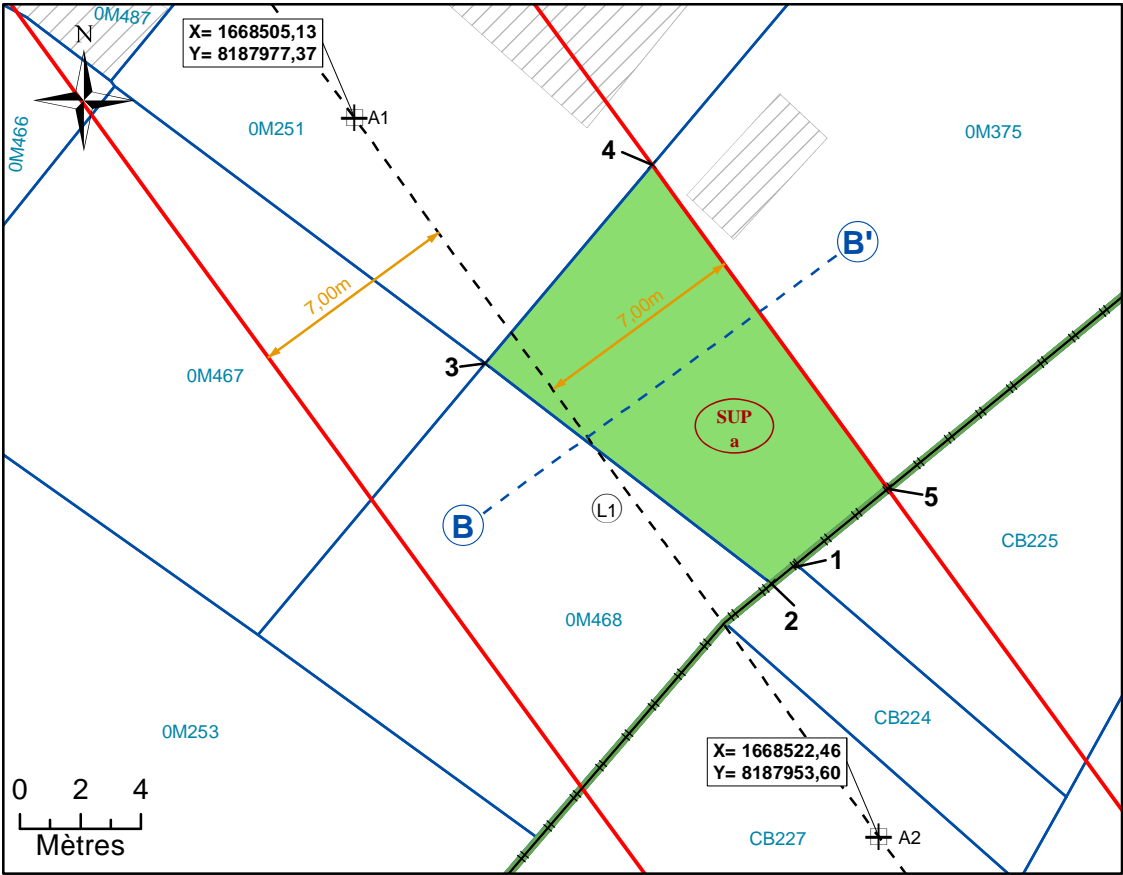 0M487
N
X= 1668505,13
Y= 8187977,37
A1
0M251
0M466
0M375
4
B'
7,00m
7,00m
3
0M467
SUP
a
5
L1
B
CB225
1
2
0M468
0M253
CB224
X= 1668522,46
Y= 8187953,60
0 2 4
Mètres
CB227
A2